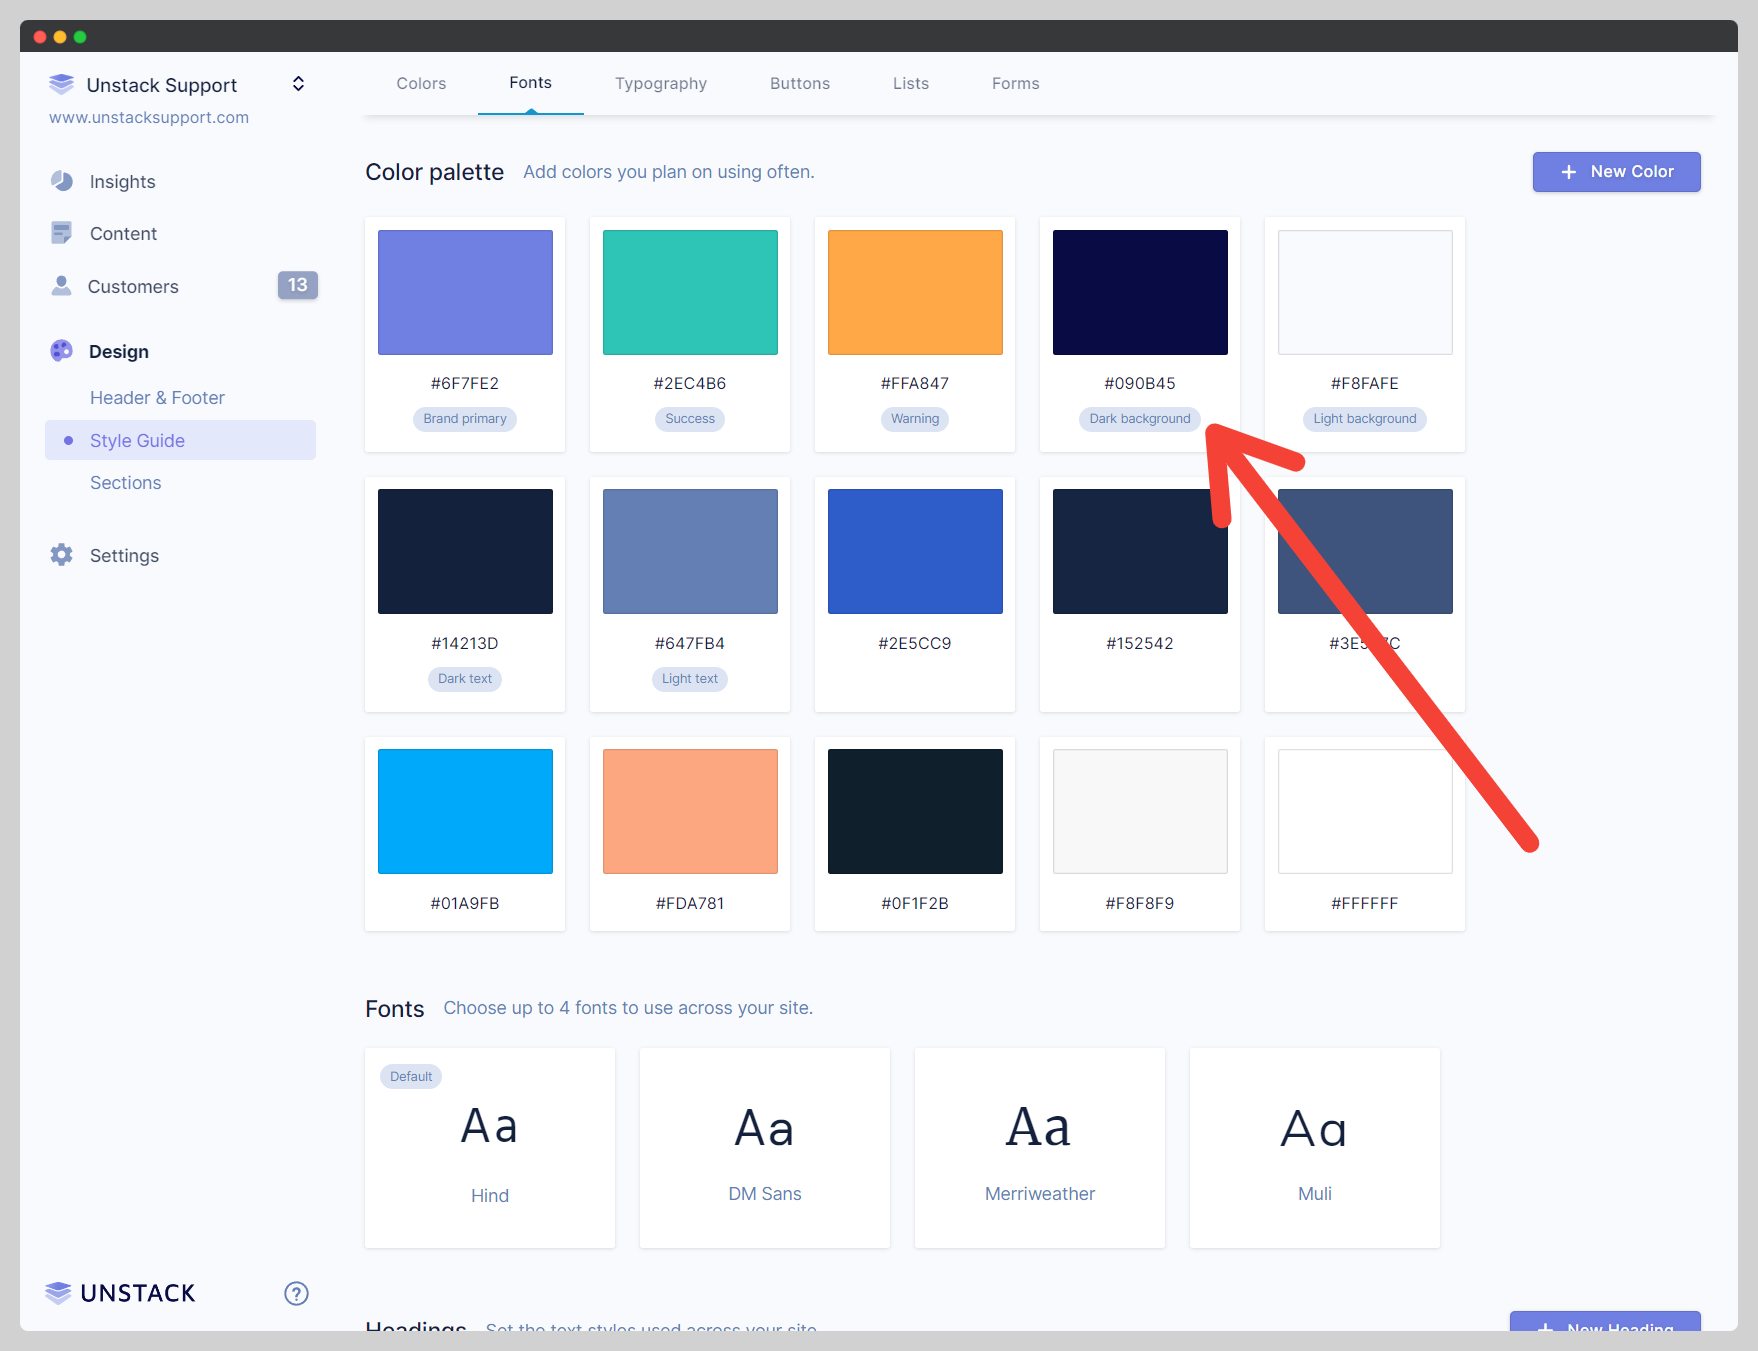 Unstack Support
www.unstacksupport.com
Insights
Content
Customers
13
Design
Header & Footer
Style Guide
Sections
Settings
UNSTACK
?
Colors
Fonts
Typography
Buttons
Lists
Forms
Color palette
Add colors you plan on using often.
+ New Color
#6F7FE2
Brand primary
#2EC4B6
Success
#FFA847
Warning
#090B45
Dark background
#F8FAFE
Light background
#14213D
Dark text
#647FB4
Light text
#2E5CC9
#152542
#01A9FB
#FDA781
#0F1F2B
#F8F8F9
#FFFFFF
Fonts
Choose up to 4 fonts to use across your site.
Default
Aa
Hind
Aa
DM Sans
Aa
Merriweather
Aa
Muli
Headings
Set the text styles used across your site.
+ New Heading